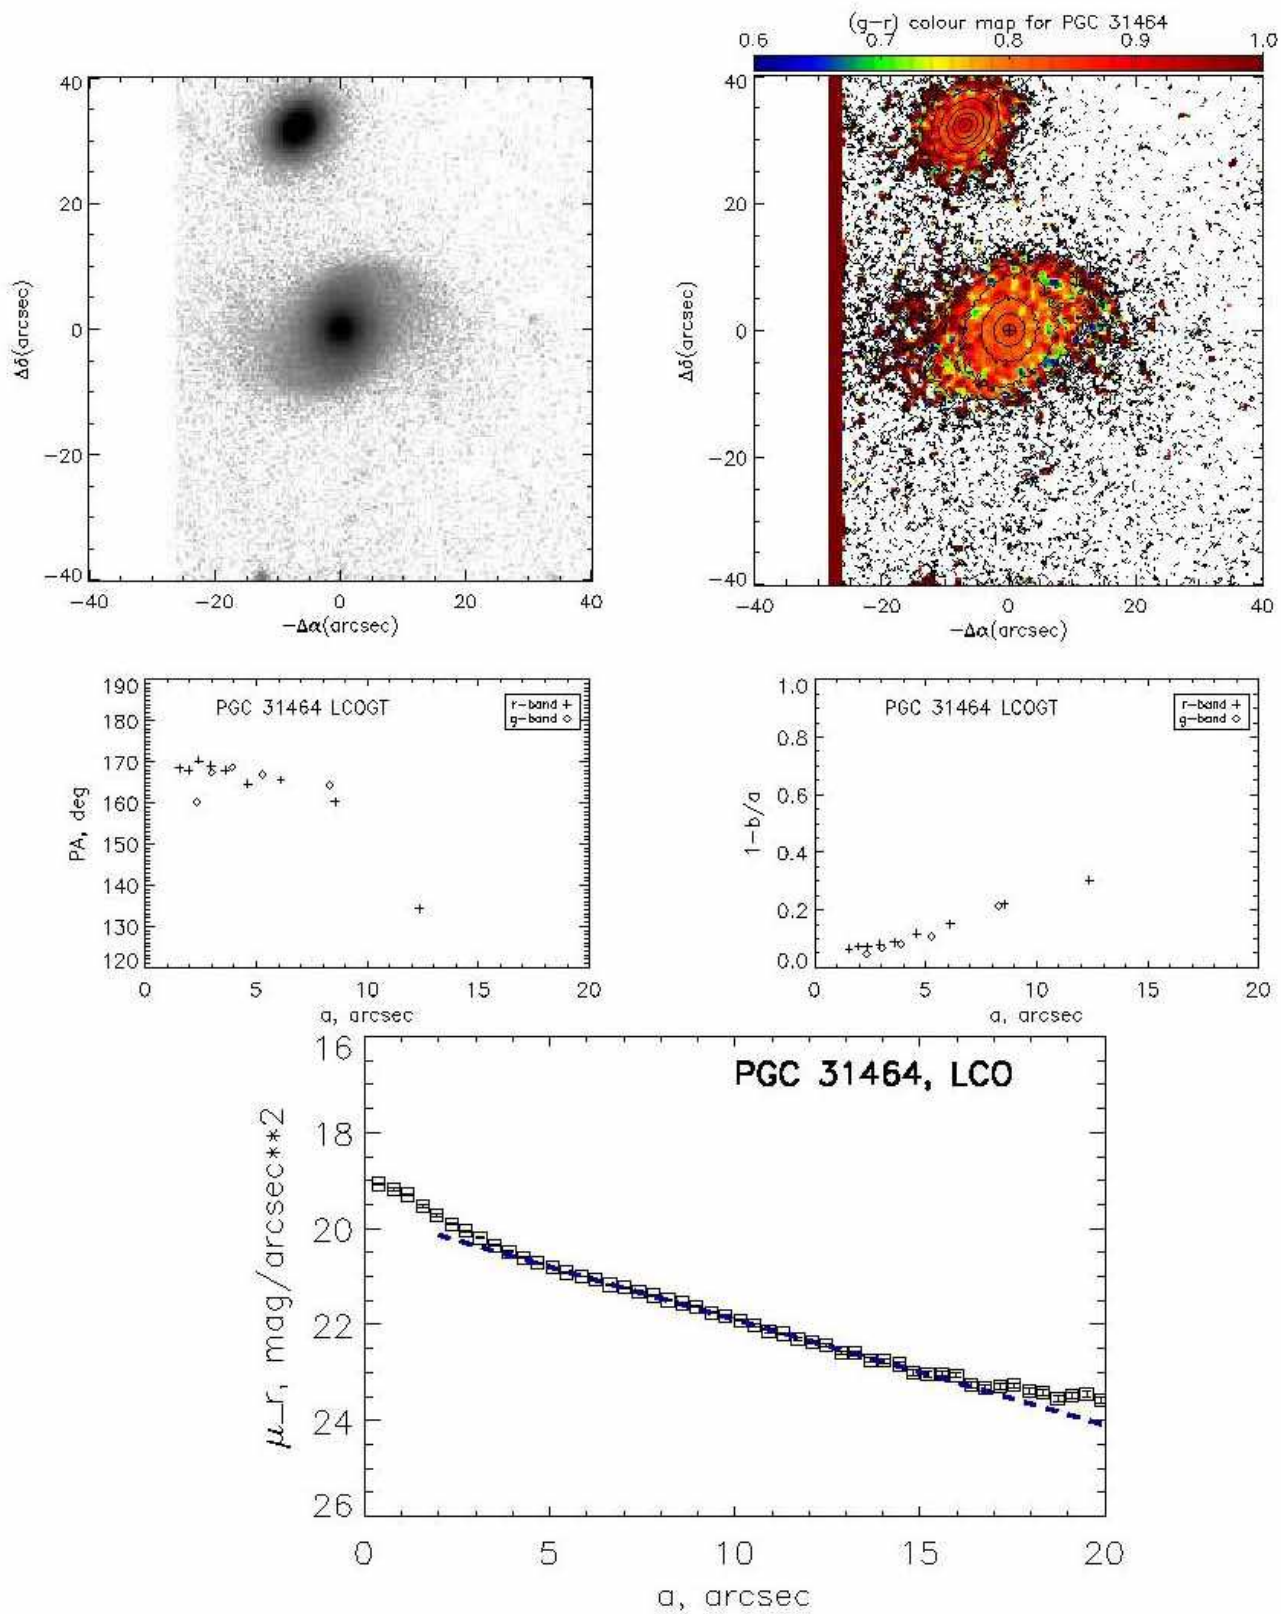 (g−r) colour map for PGC 31464
0.6 0.7 0.8 0.9 1.0
40
20
0
−20
−40
Δδ(arcsec)
−40 −20 0 20 40
−Δα(arcsec)
40
20
0
−20
−40
Δδ(arcsec)
−40 −20 0 20 40
−Δα(arcsec)
PGC 31464 LCOGT
r−band +
g−band ◇
190
180
170
160
150
140
130
120
PA, deg
0 5 10 15 20
a, arcsec
PGC 31464 LCOGT
r−band +
g−band ◇
1.0
0.8
0.6
0.4
0.2
0.0
1−b/a
0 5 10 15 20
a, arcsec
PGC 31464, LCO
16
18
20
22
24
26
μ_r, mag/arcsec**2
0 5 10 15 20
a, arcsec